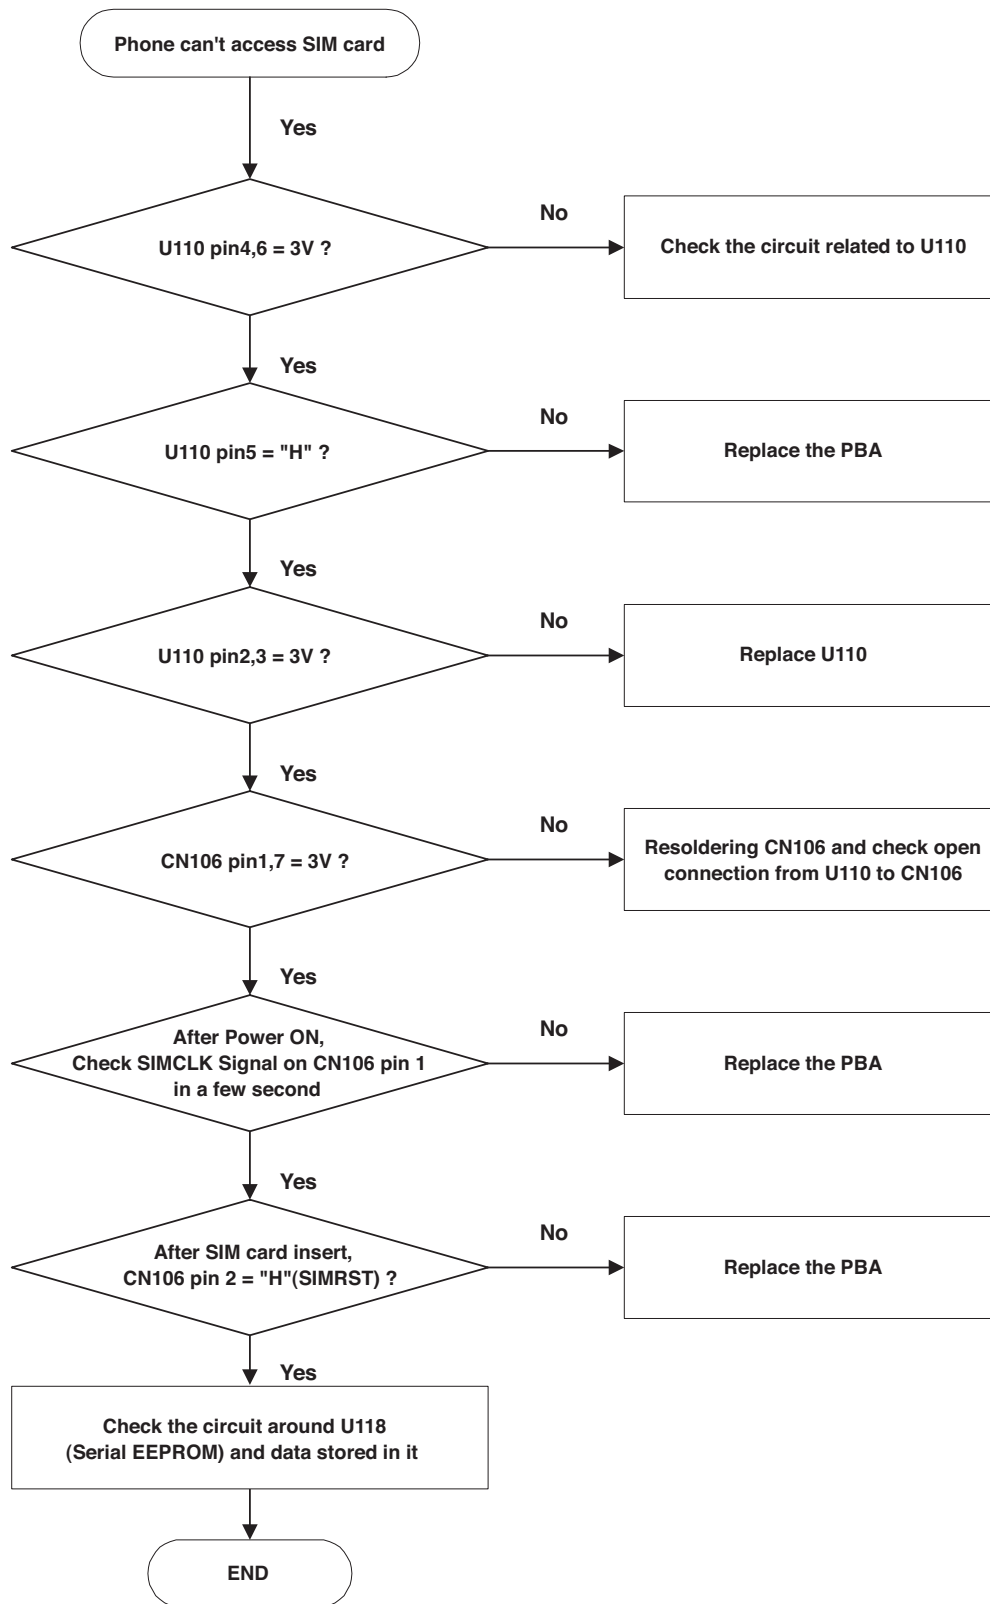 Phone can't access SIM card
Yes
No
U110 pin4,6 = 3V ?
Check the circuit related to U110
Yes
No
U110 pin5 = "H" ?
Replace the PBA
Yes
No
U110 pin2,3 = 3V ?
Replace U110
Yes
No
CN106 pin1,7 = 3V ?
Resoldering CN106 and check open
connection from U110 to CN106
Yes
No
After Power ON,
Check SIMCLK Signal on CN106 pin 1
in a few second
Replace the PBA
Yes
No
After SIM card insert,
CN106 pin 2 = "H"(SIMRST) ?
Replace the PBA
Yes
Check the circuit around U118
(Serial EEPROM) and data stored in it
END